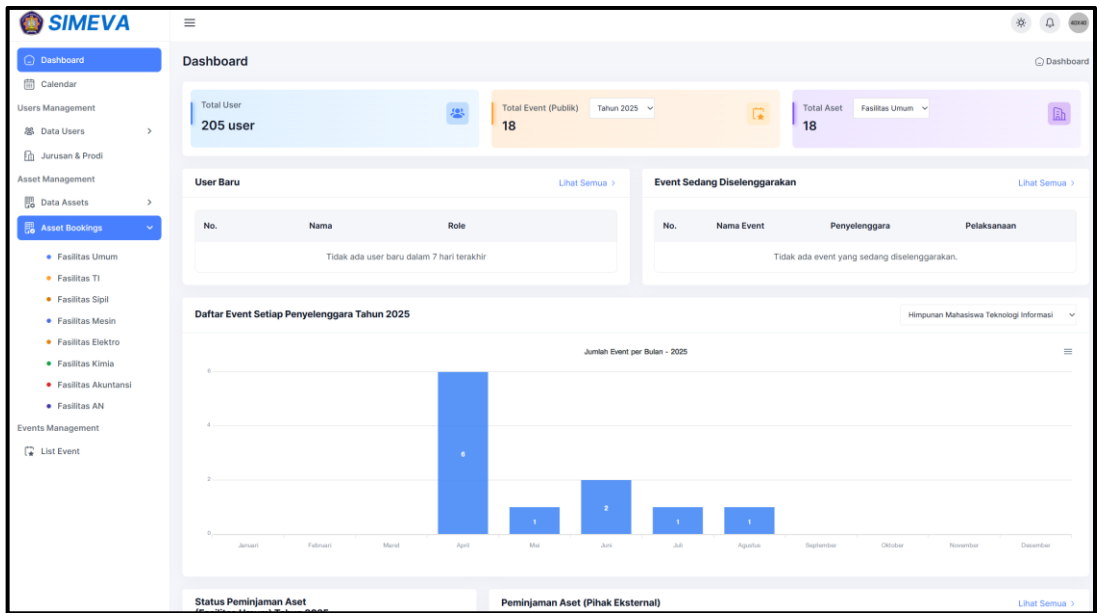 SIMEVA
40X40
Dashboard
Calendar
Users Management
Data Users
Jurusan & Prodi
Asset Management
Data Assets
Asset Bookings
Fasilitas Umum
Fasilitas TI
Fasilitas Sipil
Fasilitas Mesin
Fasilitas Elektro
Fasilitas Kimia
Fasilitas Akuntansi
Fasilitas AN
Events Management
List Event
Dashboard
Dashboard
Total User
205 user
Total Event (Publik) Tahun 2025
18
Total Aset Fasilitas Umum
18
User Baru Lihat Semua
No. Nama Role
Tidak ada user baru dalam 7 hari terakhir
Event Sedang Diselenggarakan Lihat Semua
No. Nama Event Penyelenggara Pelaksanaan
Tidak ada event yang sedang diselenggarakan.
Daftar Event Setiap Penyelenggara Tahun 2025 Himpunan Mahasiswa Teknologi Informasi
Jumlah Event per Bulan - 2025
6
4
2
0
6
1
2
1
1
Januari Februari Maret April Mei Juni Juli Agustus September Oktober November Desember
Status Peminjaman Aset
(Fasilitas Umum) Tahun 2025
Peminjaman Aset (Pihak Eksternal) Lihat Semua